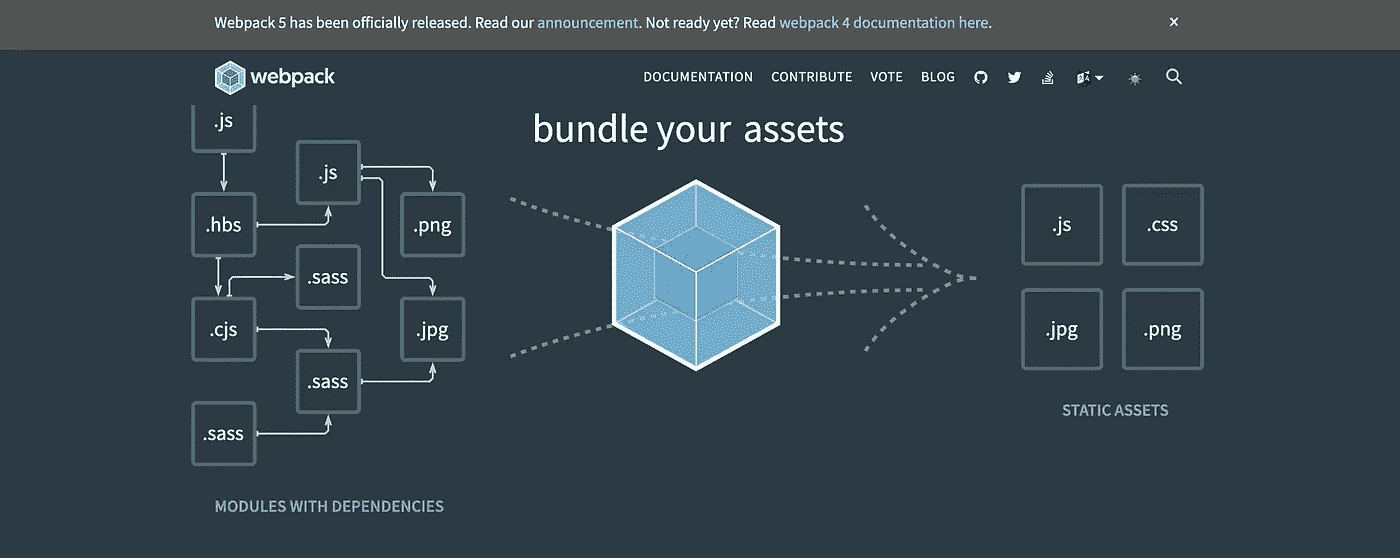 Webpack 5 has been officially released. Read our announcement. Not ready yet? Read webpack 4 documentation here. ×
webpack DOCUMENTATION CONTRIBUTE VOTE BLOG
bundle your assets
.js
.js
.hbs
.png
.sass
.cjs
.jpg
.sass
.sass
MODULES WITH DEPENDENCIES
.js .css
.jpg .png
STATIC ASSETS